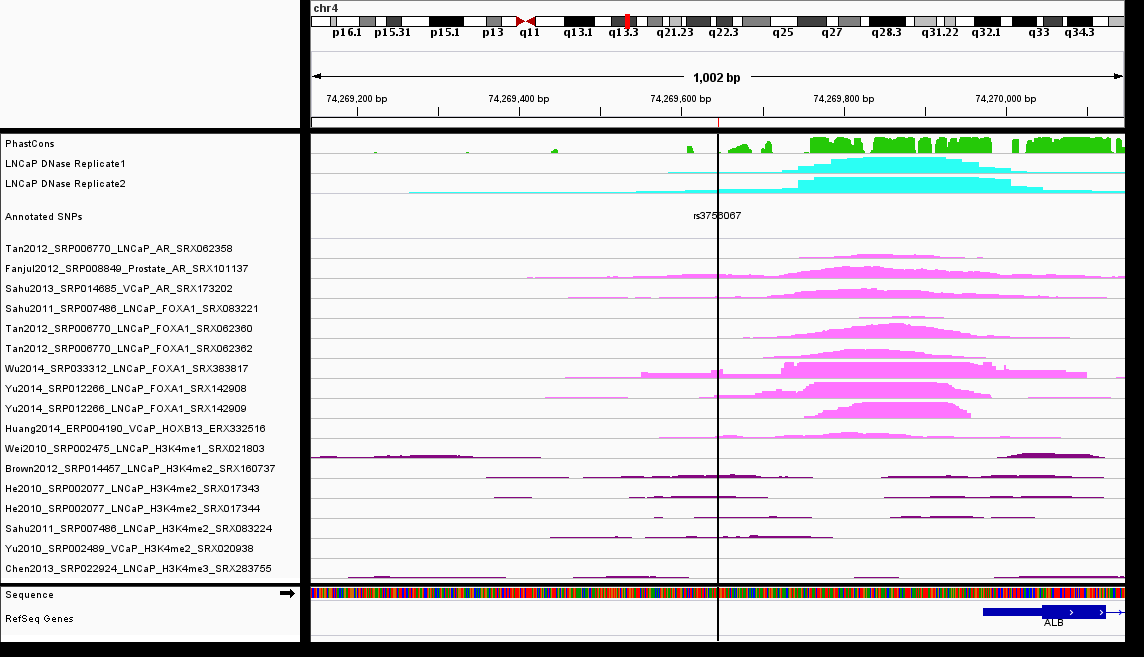 chr4
p16.1 p15.31 p15.1 p13 q11 q13.1 q13.3 q21.23 q22.3 q25 q27 q28.3 q31.22 q32.1 q33 q34.3
1,002 bp
74,269,200 bp 74,269,400 bp 74,269,600 bp 74,269,800 bp 74,270,000 bp
PhastCons
LNCaP DNase Replicate1
LNCaP DNase Replicate2
Annotated SNPs rs3756067
Tan2012_SRP006770_LNCaP_AR_SRX062358
Fanjul2012_SRP008849_Prostate_AR_SRX101137
Sahu2013_SRP014685_VCaP_AR_SRX173202
Sahu2011_SRP007486_LNCaP_FOXA1_SRX083221
Tan2012_SRP006770_LNCaP_FOXA1_SRX062360
Tan2012_SRP006770_LNCaP_FOXA1_SRX062362
Wu2014_SRP033312_LNCaP_FOXA1_SRX383817
Yu2014_SRP012266_LNCaP_FOXA1_SRX142908
Yu2014_SRP012266_LNCaP_FOXA1_SRX142909
Huang2014_ERP004190_VCaP_HOXB13_ERX332516
Wei2010_SRP002475_LNCaP_H3K4me1_SRX021803
Brown2012_SRP014457_LNCaP_H3K4me2_SRX160737
He2010_SRP002077_LNCaP_H3K4me2_SRX017343
He2010_SRP002077_LNCaP_H3K4me2_SRX017344
Sahu2011_SRP007486_LNCaP_H3K4me2_SRX083224
Yu2010_SRP002489_VCaP_H3K4me2_SRX020938
Chen2013_SRP022924_LNCaP_H3K4me3_SRX283755
Sequence
RefSeq Genes
ALB